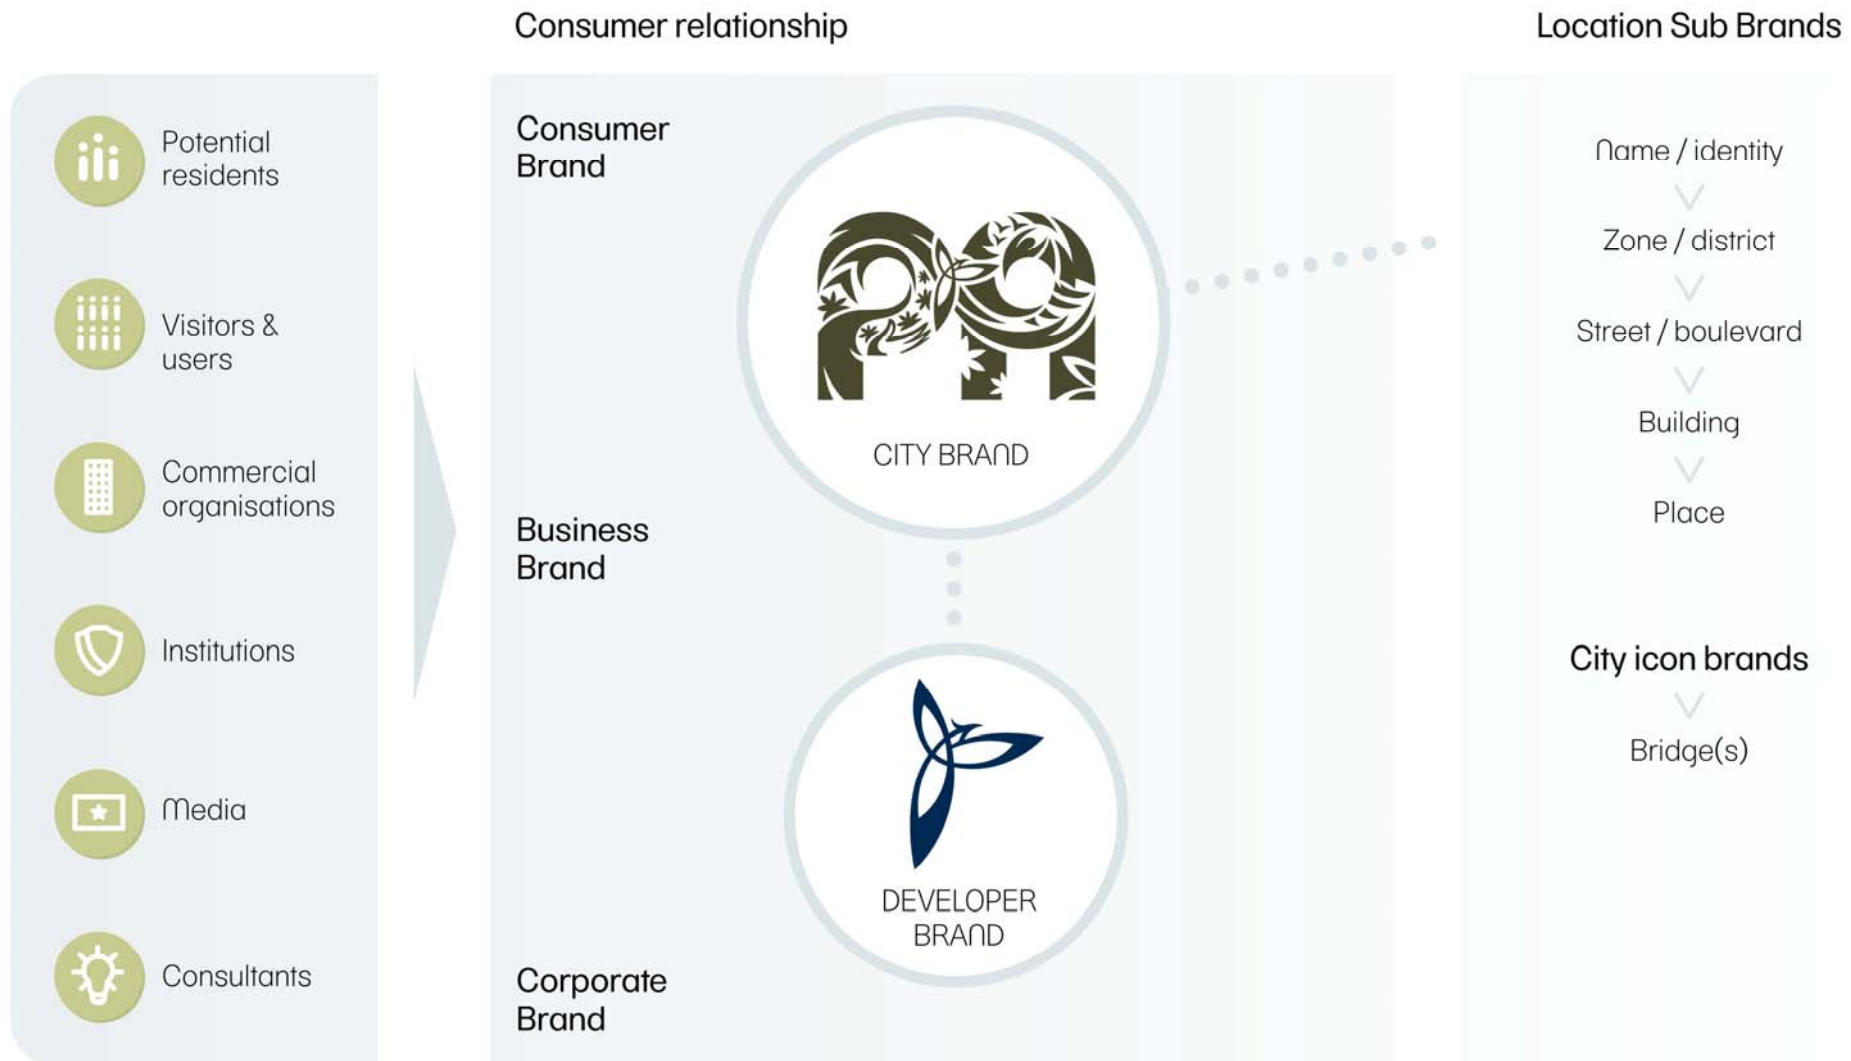 Consumer relationship
Location Sub Brands
Potential
residents
Visitors &
users
Commercial
organisations
Institutions
Media
Consultants
Consumer
Brand
CITY BRAND
Business
Brand
DEVELOPER
BRAND
Corporate
Brand
Name / identity
Zone / district
Street / boulevard
Building
Place
City icon brands
Bridge(s)